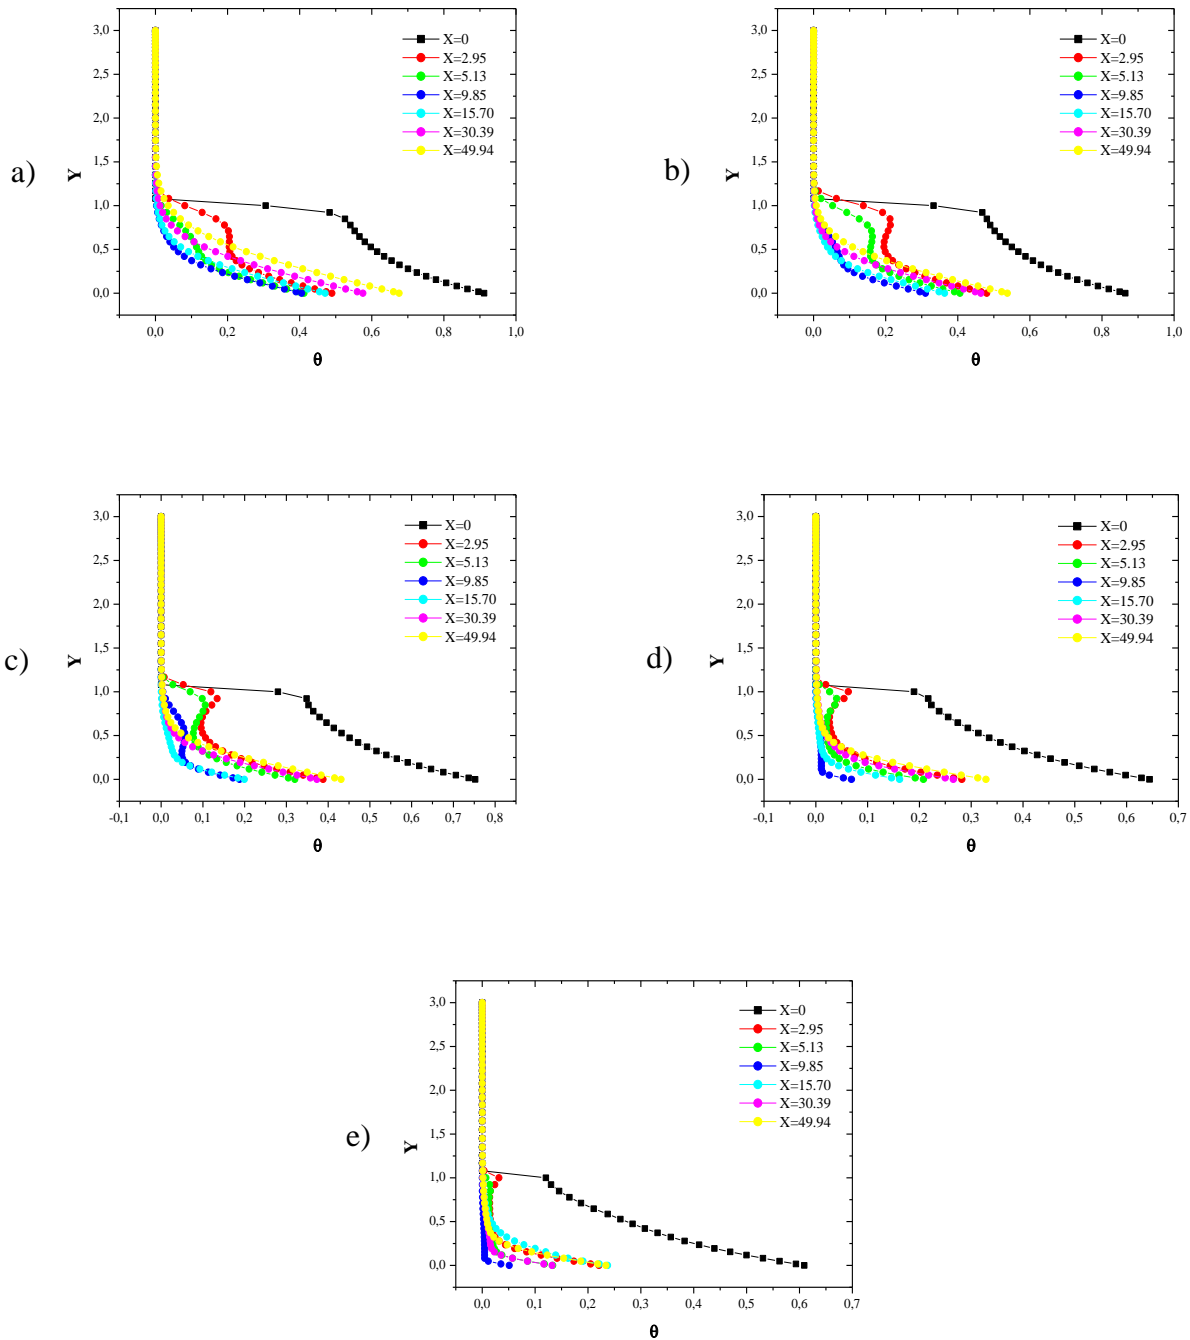 a)
Y
3,0
2,5
2,0
1,5
1,0
0,5
0,0
0,0 0,2 0,4 0,6 0,8 1,0
θ
X=0
X=2.95
X=5.13
X=9.85
X=15.70
X=30.39
X=49.94
b)
Y
3,0
2,5
2,0
1,5
1,0
0,5
0,0
0,0 0,2 0,4 0,6 0,8 1,0
θ
X=0
X=2.95
X=5.13
X=9.85
X=15.70
X=30.39
X=49.94
c)
Y
3,0
2,5
2,0
1,5
1,0
0,5
0,0
-0,1 0,0 0,1 0,2 0,3 0,4 0,5 0,6 0,7 0,8
θ
X=0
X=2.95
X=5.13
X=9.85
X=15.70
X=30.39
X=49.94
d)
Y
3,0
2,5
2,0
1,5
1,0
0,5
0,0
-0,1 0,0 0,1 0,2 0,3 0,4 0,5 0,6 0,7
θ
X=0
X=2.95
X=5.13
X=9.85
X=15.70
X=30.39
X=49.94
e)
Y
3,0
2,5
2,0
1,5
1,0
0,5
0,0
0,0 0,1 0,2 0,3 0,4 0,5 0,6 0,7
θ
X=0
X=2.95
X=5.13
X=9.85
X=15.70
X=30.39
X=49.94